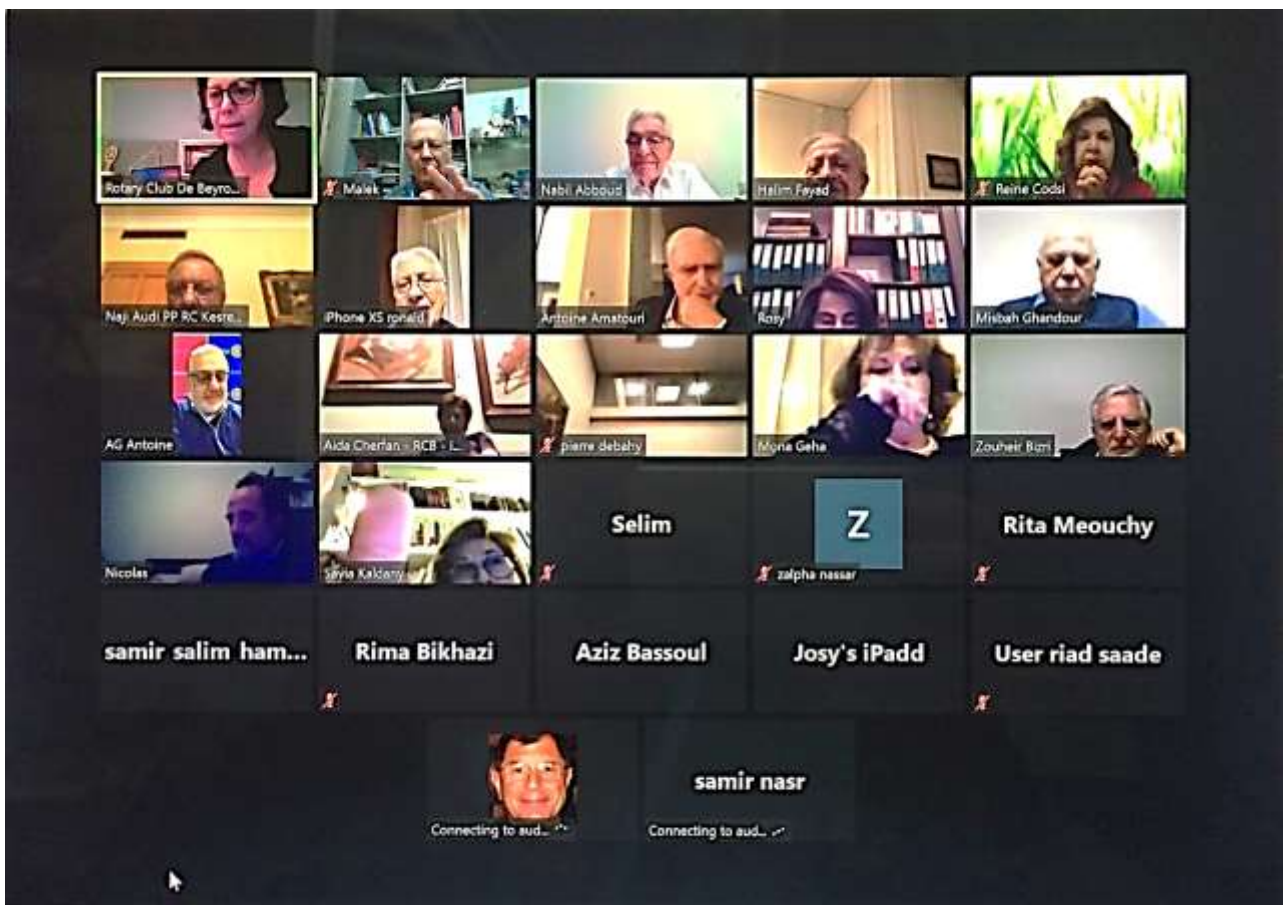 Rotary Club De Beyro...
Malek
Nabil Abboud
Halim Fayad
Reine Codsi
Naji Audi PP RC Kesre...
iPhone XS ronald
Antoine Amatouri
Rosy
Misbah Ghandour
AG Antoine
Aida Cherfan - RCB - L...
pierre debahy
Mona Geha
Zouheir Bizri
Nicolas
Sayia Kaldany
Selim
Z
zalpha nassar
Rita Meouchy
samir salim ham...
Rima Bikhazi
Aziz Bassoul
Josy's iPadd
User riad saade
samir nasr
Connecting to aud...
Connecting to aud...